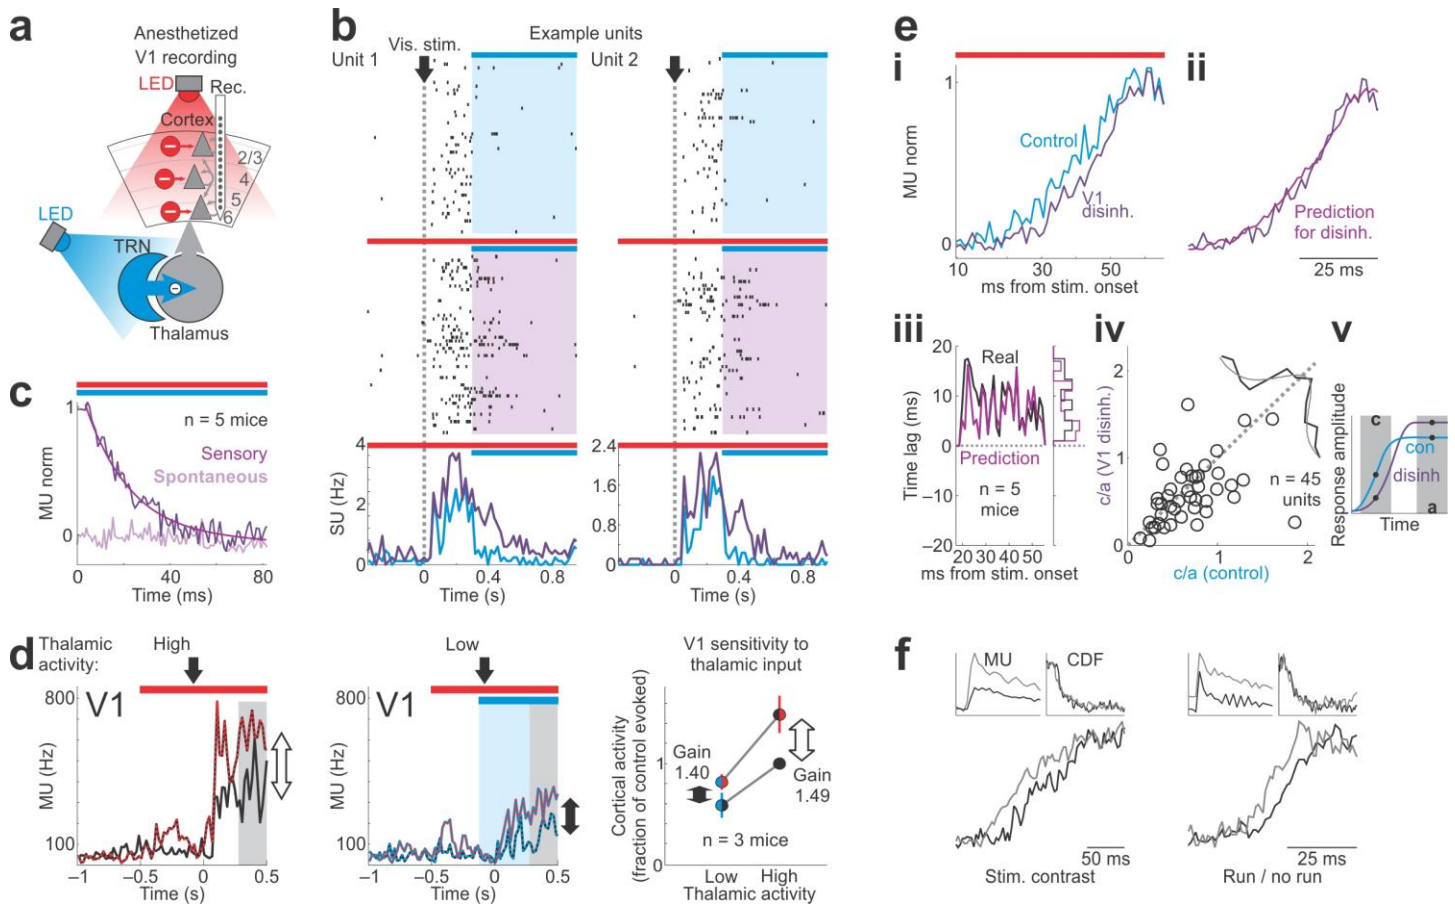 a
Anesthetized
V1 recording
LED
Rec.
Cortex
2/3
4
5
6
LED
TRN
Thalamus
b
Vis. stim.
Example units
Unit 1
Unit 2
4
2
0
SU (Hz)
0
0.4
0.8
Time (s)
2.4
1.6
0.8
0
0
0.4
0.8
Time (s)
c
1
0
MU norm
n = 5 mice
Sensory
Spontaneous
0
40
80
Time (ms)
d
Thalamic
activity:
High
Low
800
V1
100
MU (Hz)
−1
0
0.5
Time (s)
800
V1
100
MU (Hz)
−1
0
0.5
Time (s)
V1 sensitivity to
thalamic input
Cortical activity
(fraction of control evoked)
1
0
Gain
1.40
Gain
1.49
n = 3 mice
Low
High
Thalamic activity
e
i
1
0
MU norm
Control
V1
disinh.
10
30
50
ms from stim. onset
ii
Prediction
for disinh.
25 ms
iii
20
10
0
−10
−20
Time lag (ms)
Real
Prediction
n = 5
mice
20 30 40 50
ms from stim. onset
iv
2
1
0
c/a (V1 disinh.)
n = 45
units
0
1
2
c/a (control)
v
Response amplitude
c
con
disinh
a
Time
f
MU
CDF
50 ms
Stim. contrast
25 ms
Run / no run